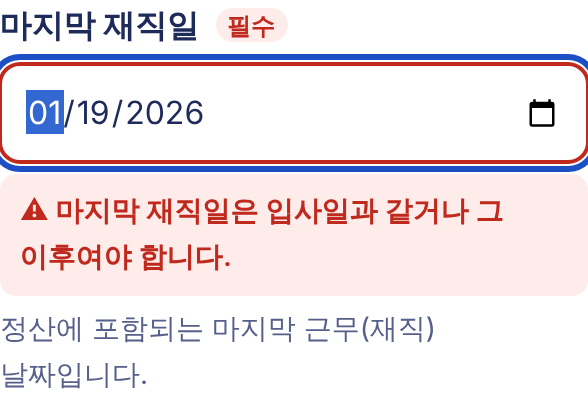 마지막 재직일 필수
01/19/2026
⚠ 마지막 재직일은 입사일과 같거나 그
이후여야 합니다.
정산에 포함되는 마지막 근무(재직)
날짜입니다.